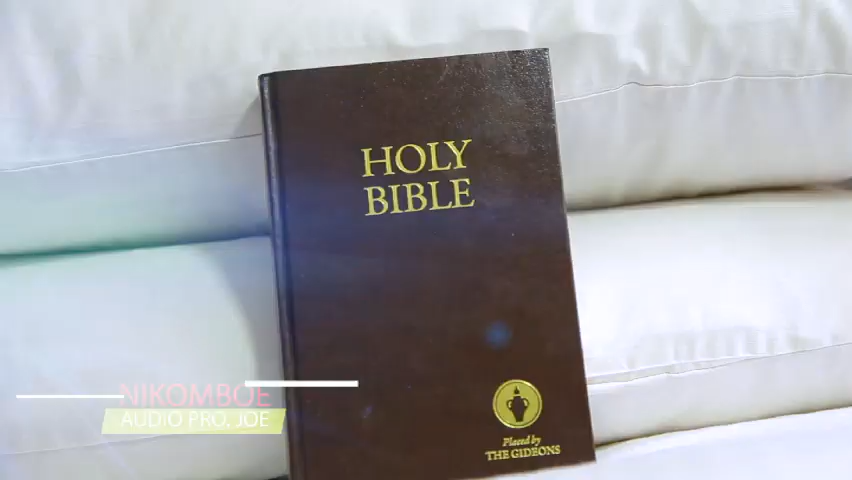 HOLY
BIBLE
Placed by
THE GIDEONS
NIKOMBOE
AUDIO PRO. JOE